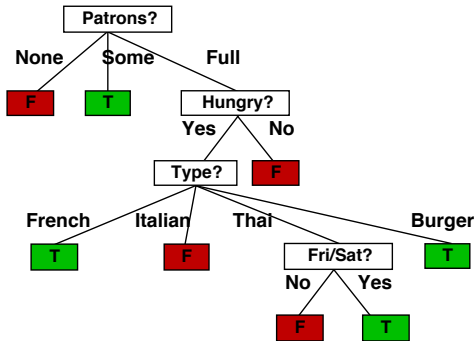 Patrons?
None Some Full
F T Hungry?
Yes No
Type? F
French Italian Thai Burger
T F Fri/Sat? T
No Yes
F T